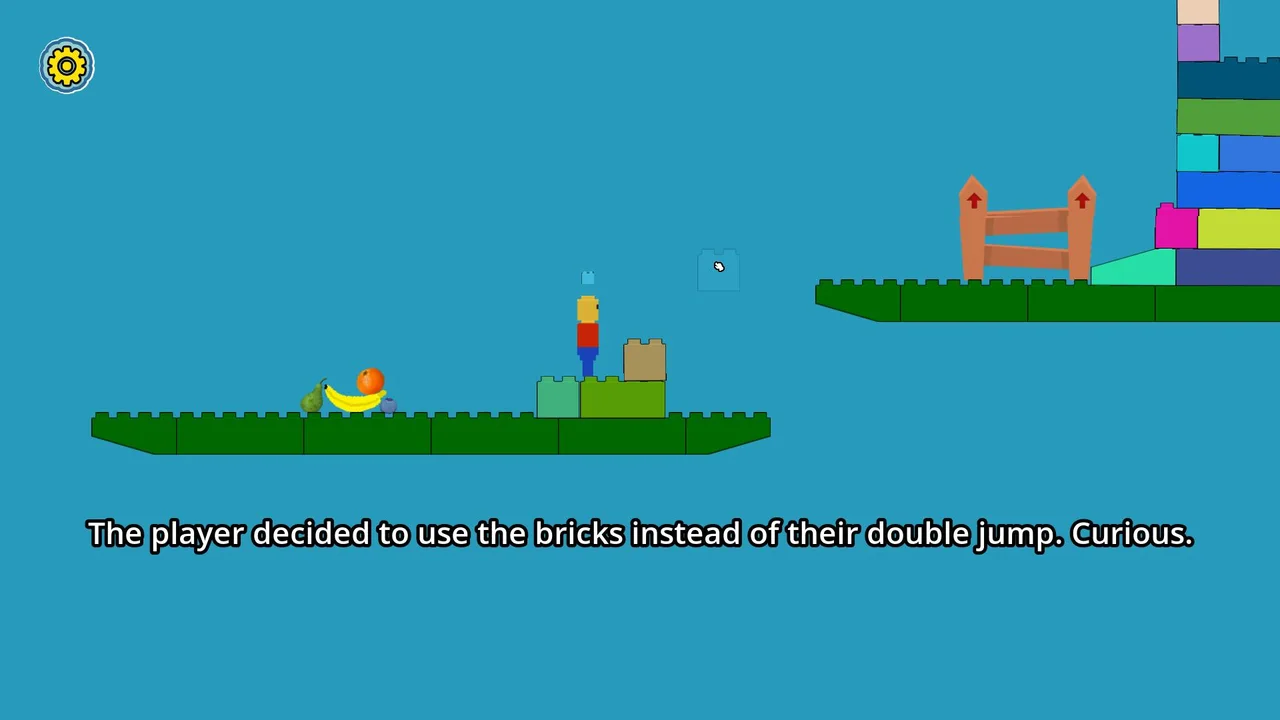 The player decided to use the bricks instead of their double jump. Curious.